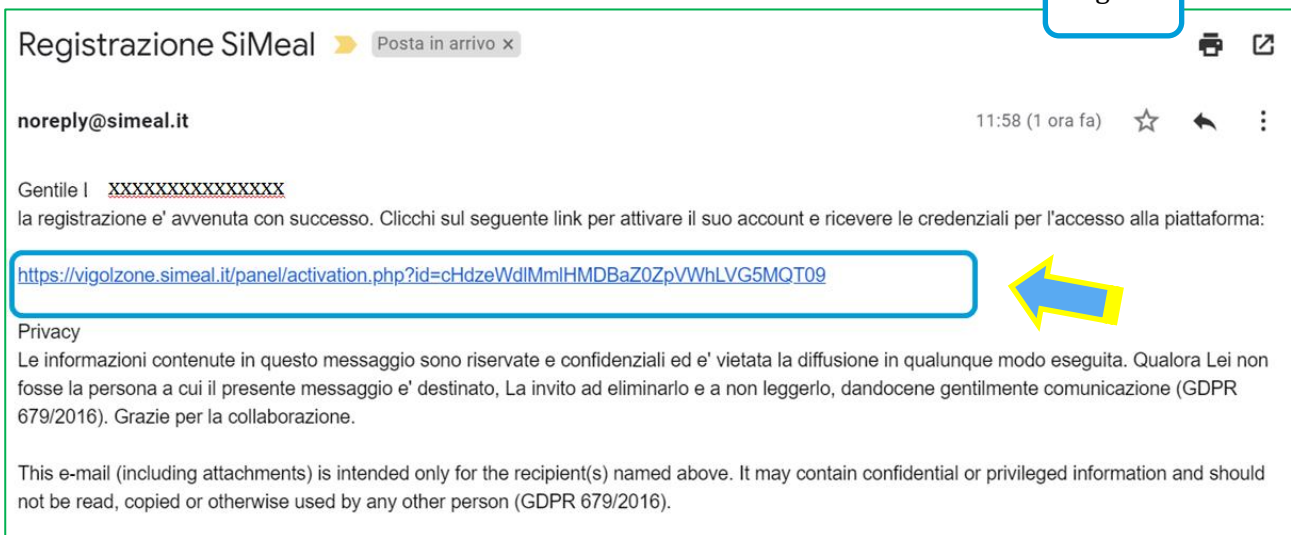 Registrazione SiMeal Posta in arrivo x
noreply@simeal.it 11:58 (1 ora fa)
Gentile l XXXXXXXXXXXXXXX
la registrazione e' avvenuta con successo. Clicchi sul seguente link per attivare il suo account e ricevere le credenziali per l'accesso alla piattaforma:
https://vigolzone.simeal.it/panel/activation.php?id=cHdzeWdlMmlHMDBaZ0ZpVWhLVG5MQT09
Privacy
Le informazioni contenute in questo messaggio sono riservate e confidenziali ed e' vietata la diffusione in qualunque modo eseguita. Qualora Lei non
fosse la persona a cui il presente messaggio e' destinato, La invito ad eliminarlo e a non leggerlo, dandocene gentilmente comunicazione (GDPR
679/2016). Grazie per la collaborazione.
This e-mail (including attachments) is intended only for the recipient(s) named above. It may contain confidential or privileged information and should
not be read, copied or otherwise used by any other person (GDPR 679/2016).